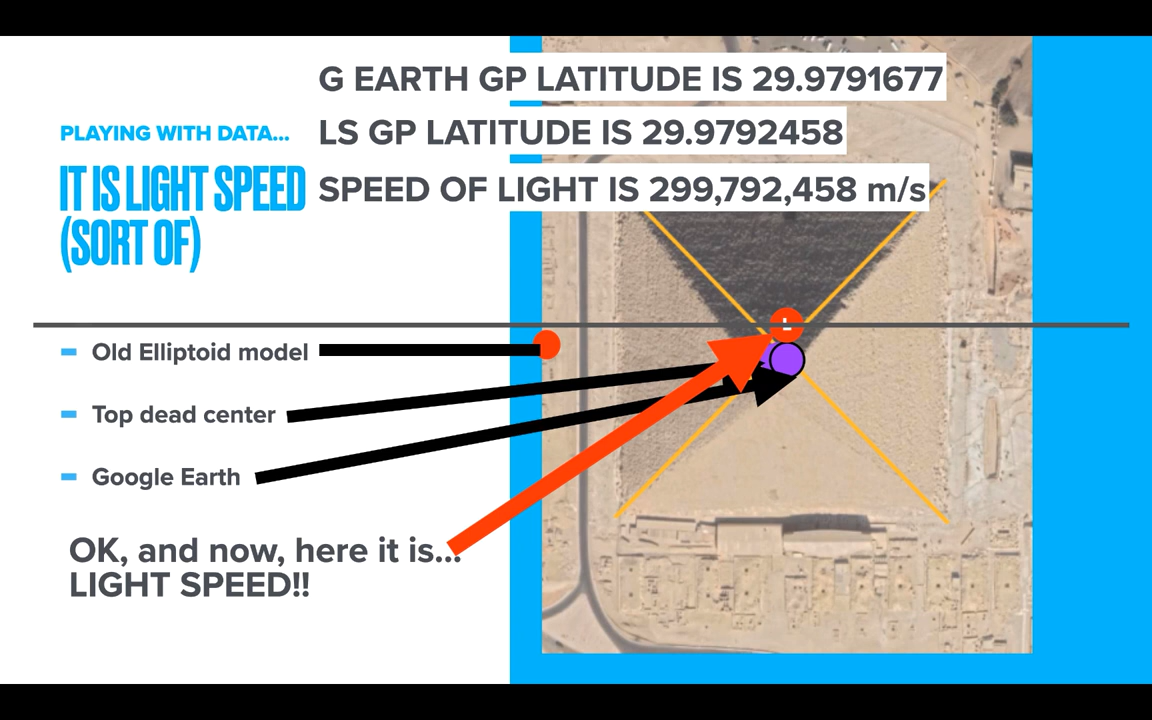 G EARTH GP LATITUDE IS 29.9791677
PLAYING WITH DATA...
LS GP LATITUDE IS 29.9792458
IT IS LIGHT SPEED
(SORT OF)
SPEED OF LIGHT IS 299,792,458 m/s
L
- Old Elliptoid model
- Top dead center
- Google Earth
OK, and now, here it is...
LIGHT SPEED!!